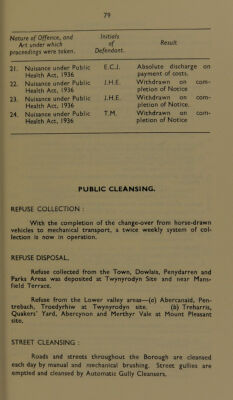 79
Nature of Offence, and
Act under which
proceedings were taken.
Initials
of
Defendant.
Result
21. Nuisance under Public
Health Act, 1936
E.C.J.
Absolute discharge on
payment of costs.
22. Nuisance under Public
Health Act, 1936
J.H.E.
Withdrawn on com-
pletion of Notice
23. Nuisance under Public
Health Act, 1936
J.H.E.
Withdrawn on com-
pletion of Notice.
24. Nuisance under Public
Health Act, 1936
T.M.
Withdrawn on com-
pletion of Notice
PUBLIC CLEANSING.
REFUSE COLLECTION :
With the completion of the change-over from horse-drawn
vehicles to mechanical transport, a twice weekly system of col-
lection is now in operation.
REFUSE DISPOSAL.
Refuse collected from the Town, Dowlais, Penydarren and
Parks Areas was deposited at Twynyrodyn Site and near Mans-
field Terrace.
Refuse from the Lower valley areas—(a) Abercanaid, Pen-
trebach, Troedyrhiw at Twynyrodyn site. (b) Treharris,
Quakers' Yard, Abercynon and Merthyr Vale at Mount Pleasant
site.
STREET CLEANSING :
Roads and streets throughout the Borough are cleansed
each day by manual and mechanical brushing. Street gullies are
emptied and cleansed by Automatic Gully Cleansers.